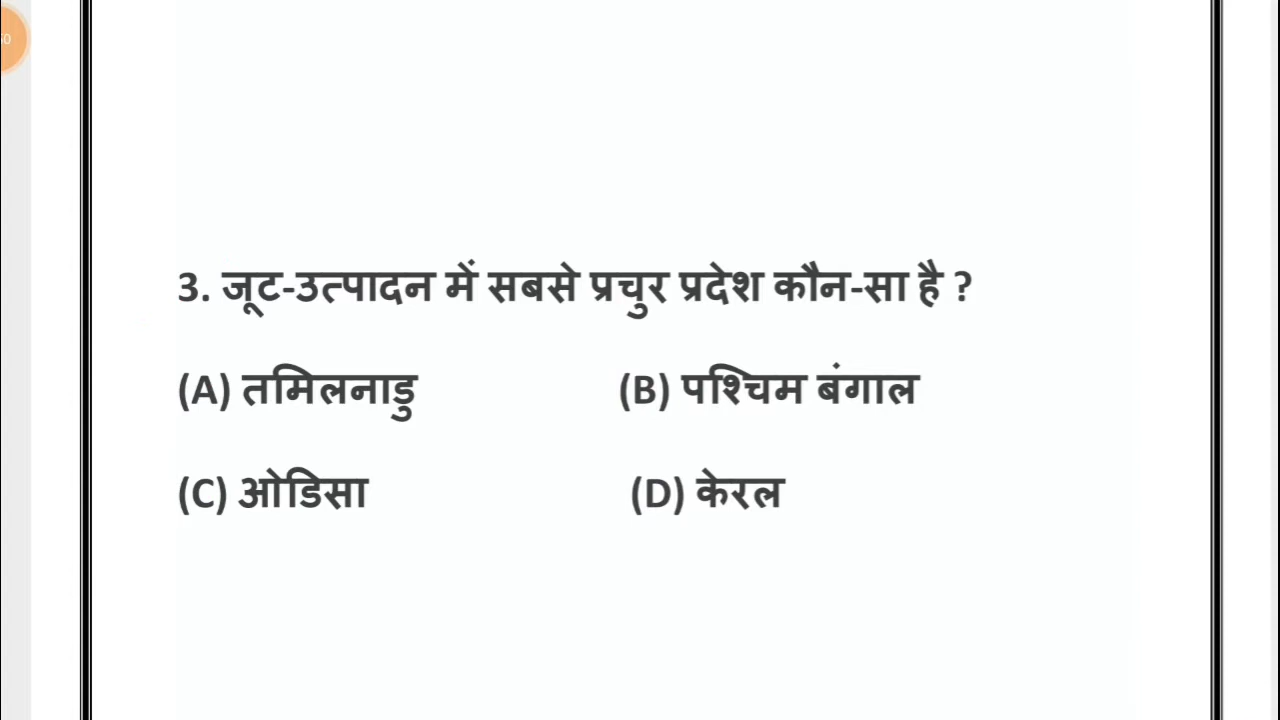 3. जूट-उत्पादन में सबसे प्रचुर प्रदेश कौन-सा है ?
(A) तमिलनाडु (B) पश्चिम बंगाल
(C) ओडिसा (D) केरल